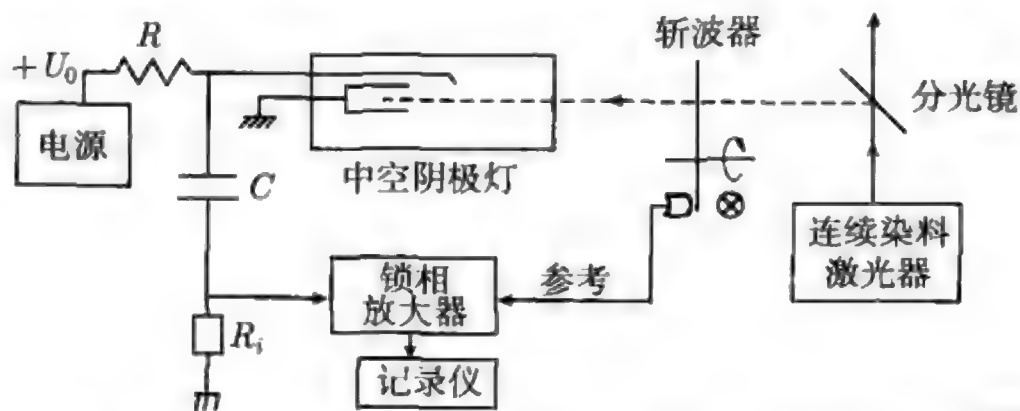 R
+U₀
电源
C
Rᵢ
中空阴极灯
斩波器
分光镜
连续染料
激光器
锁相
放大器
参考
记录仪